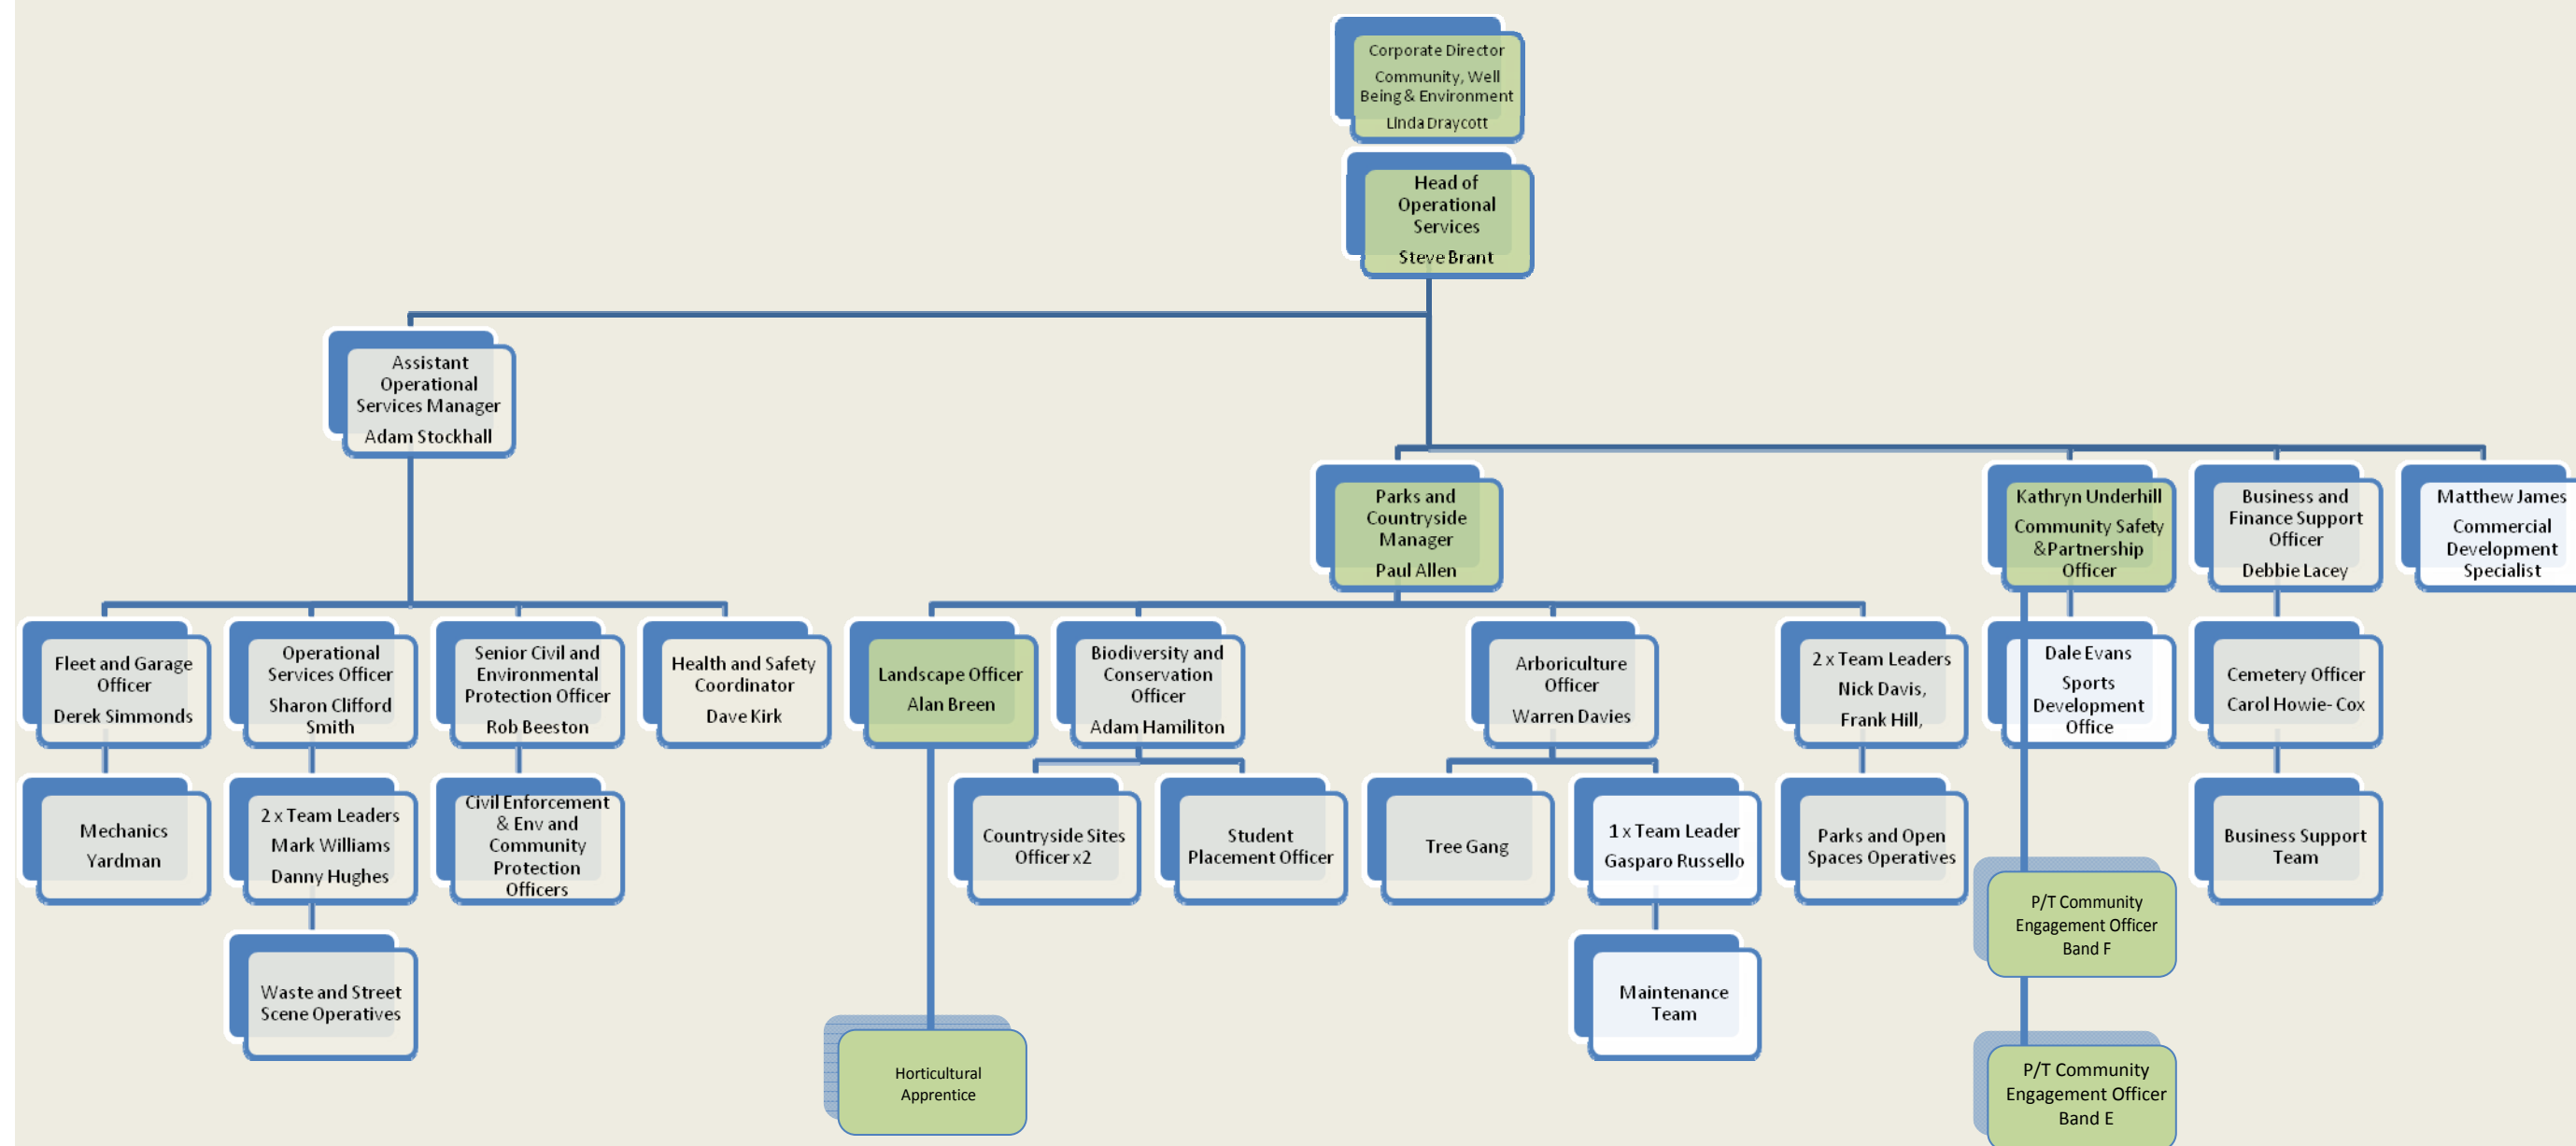 Corporate Director
Community, Well
Being & Environment
Linda Draycott
Head of
Operational
Services
Steve Brant
Assistant
Operational
Services Manager
Adam Stockhall
Parks and
Countryside
Manager
Paul Allen
Kathryn Underhill
Community Safety
&Partnership
Officer
Business and
Finance Support
Officer
Debbie Lacey
Matthew James
Commercial
Development
Specialist
Fleet and Garage
Officer
Derek Simmonds
Operational
Services Officer
Sharon Clifford
Smith
Senior Civil and
Environmental
Protection Officer
Rob Beeston
Health and Safety
Coordinator
Dave Kirk
Landscape Officer
Alan Breen
Biodiversity and
Conservation
Officer
Adam Hamiliton
Arboriculture
Officer
Warren Davies
2 x Team Leaders
Nick Davis,
Frank Hill,
Dale Evans
Sports
Development
Office
Cemetery Officer
Carol Howie- Cox
Mechanics
Yardman
2 x Team Leaders
Mark Williams
Danny Hughes
Civil Enforcement
& Env and
Community
Protection
Officers
Countryside Sites
Officer x2
Student
Placement Officer
Tree Gang
1 x Team Leader
Gasparo Russello
Parks and Open
Spaces Operatives
Business Support
Team
P/T Community
Engagement Officer
Band F
Waste and Street
Scene Operatives
Maintenance
Team
Horticultural
Apprentice
P/T Community
Engagement Officer
Band E